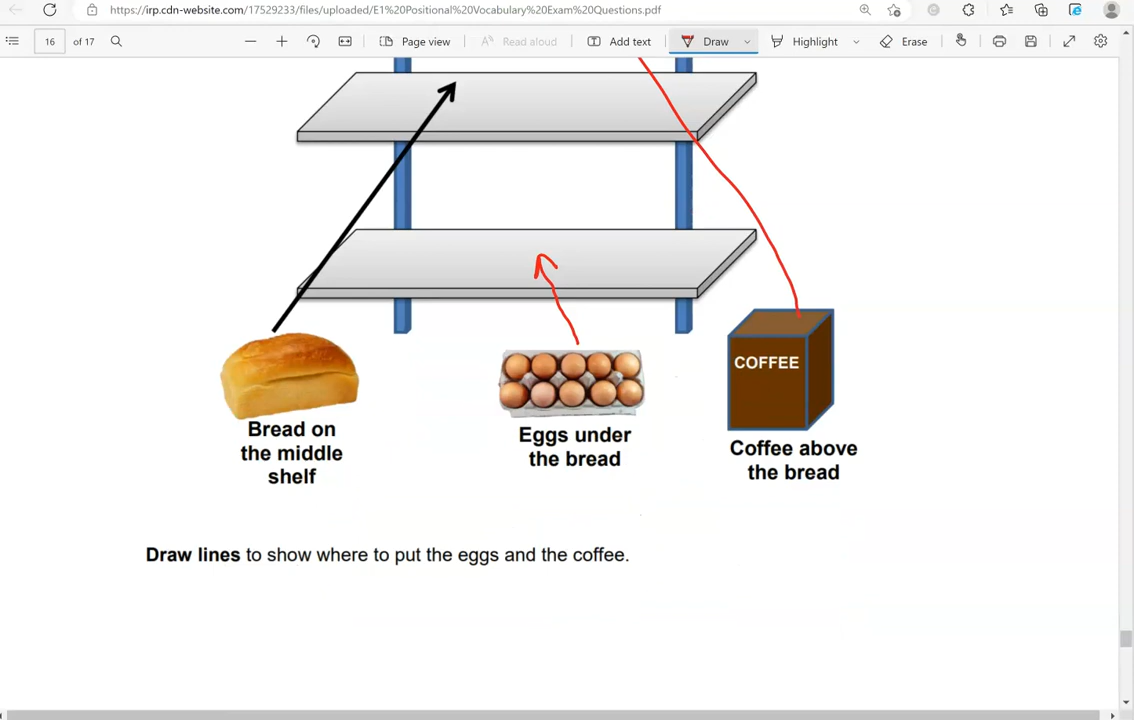 https://irp.cdn-website.com/17529233/files/uploaded/E1%20Positional%20Vocabulary%20Exam%20Questions.pdf
16 of 17
Page view
Read aloud
Add text
Draw
Highlight
Erase
COFFEE
Bread on
the middle
shelf
Eggs under
the bread
Coffee above
the bread
Draw lines to show where to put the eggs and the coffee.